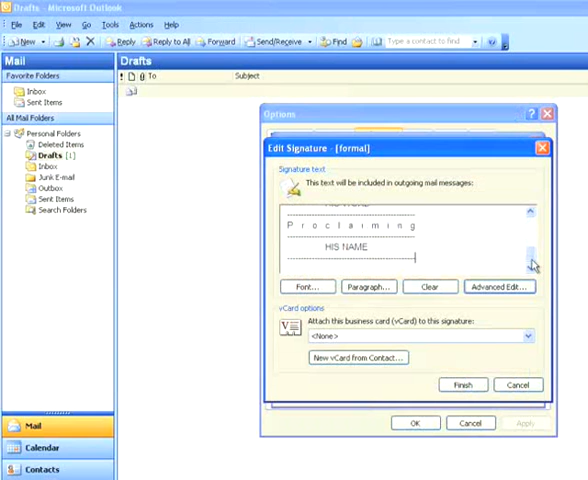 Drafts - Microsoft Outlook
File Edit View Go Tools Actions Help
New Reply Reply to All Forward Send/Receive Find Type a contact to find
Mail
Drafts
Favorite Folders
! To Subject
Inbox
Sent Items
All Mail Folders
Personal Folders
Deleted Items
Drafts [1]
Inbox
Junk E-mail
Outbox
Sent Items
Search Folders
Mail
Calendar
Contacts
Options
Edit Signature - [formal]
Signature text
This text will be included in outgoing mail messages:
----------------------------------------
P r o c l a i m i n g
----------------------------------------
HIS NAME
----------------------------------------
Font... Paragraph... Clear Advanced Edit...
vCard options
Attach this business card (vCard) to this signature:
<None>
New vCard from Contact...
Finish Cancel
OK Cancel Apply